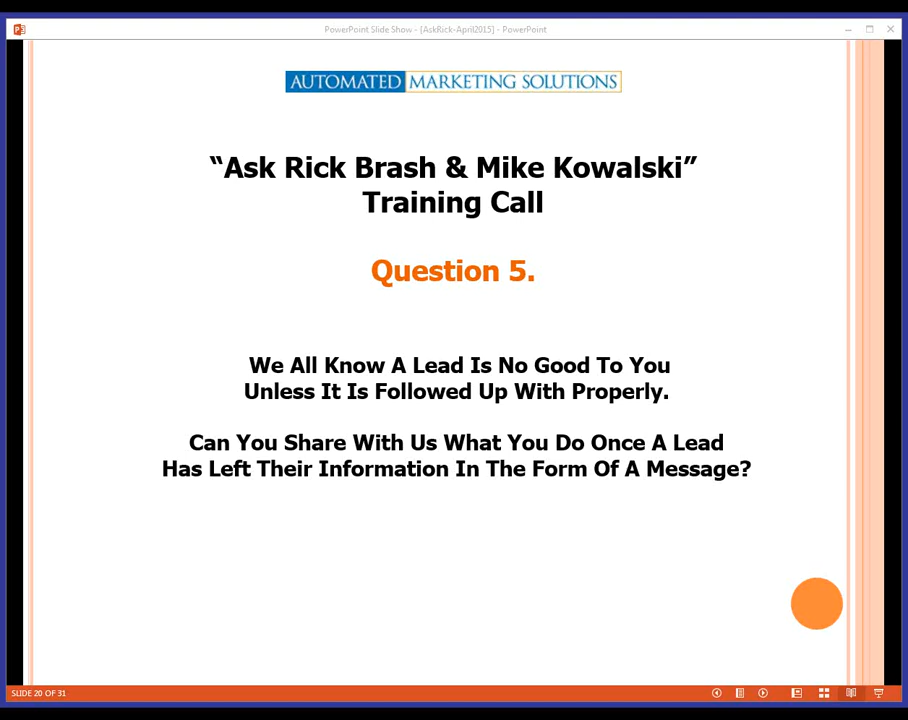 PowerPoint Slide Show - [AskRick-April2015] - PowerPoint
AUTOMATED MARKETING SOLUTIONS
“Ask Rick Brash & Mike Kowalski”
Training Call
Question 5.
We All Know A Lead Is No Good To You
Unless It Is Followed Up With Properly.
Can You Share With Us What You Do Once A Lead
Has Left Their Information In The Form Of A Message?
SLIDE 20 OF 31